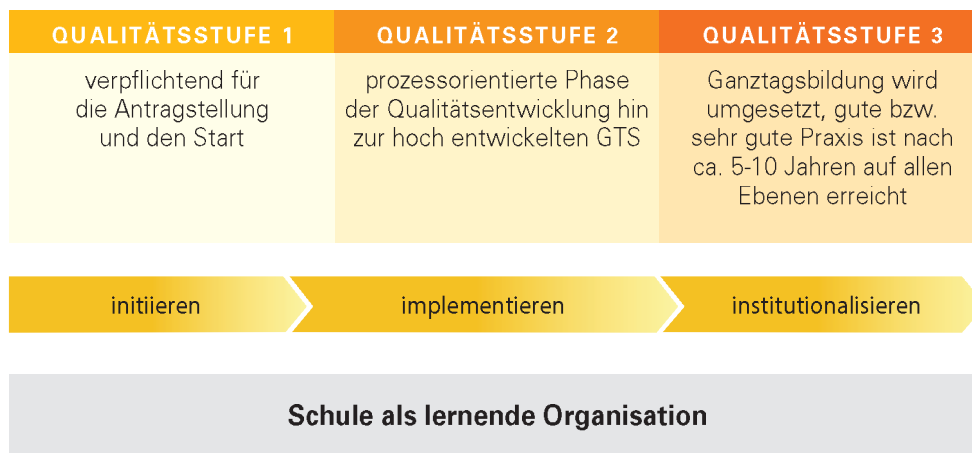 QUALITÄTSSTUFE 1
verpflichtend für
die Antragstellung
und den Start
QUALITÄTSSTUFE 2
prozessorientierte Phase
der Qualitätsentwicklung hin
zur hoch entwickelten GTS
QUALITÄTSSTUFE 3
Ganztagsbildung wird
umgesetzt, gute bzw.
sehr gute Praxis ist nach
ca. 5-10 Jahren auf allen
Ebenen erreicht
initiieren
implementieren
institutionalisieren
Schule als lernende Organisation